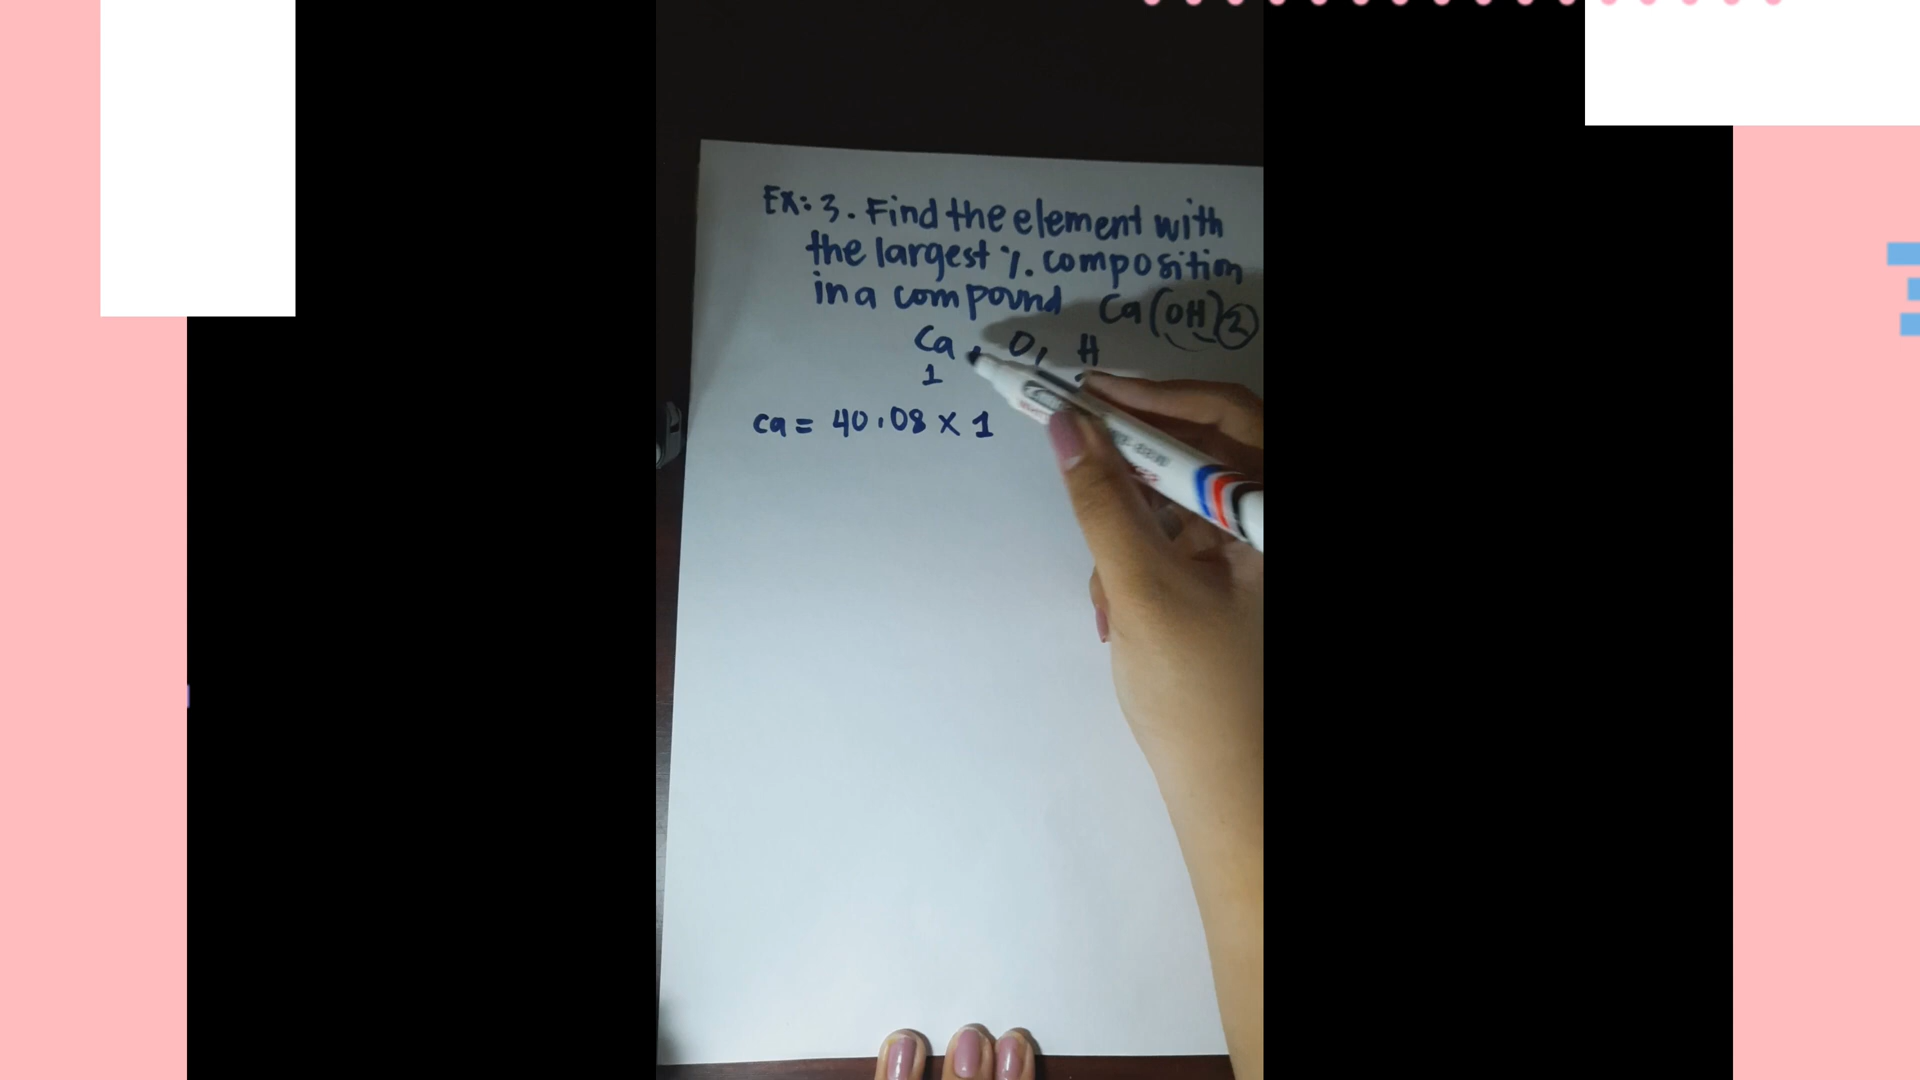 Ex: 3. Find the element with
the largest %. composition
in a compound Ca(OH)2
Ca, O, H
1
ca = 40.08 x 1